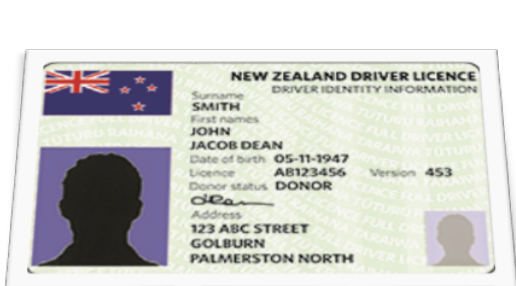 NEW ZEALAND DRIVER LICENCE
DRIVER IDENTITY INFORMATION
Surname
SMITH
First names
JOHN
JACOB DEAN
Date of birth 05-11-1947
Licence AB123456 Version 453
Donor status DONOR
Address
123 ABC STREET
GOLBURN
PALMERSTON NORTH